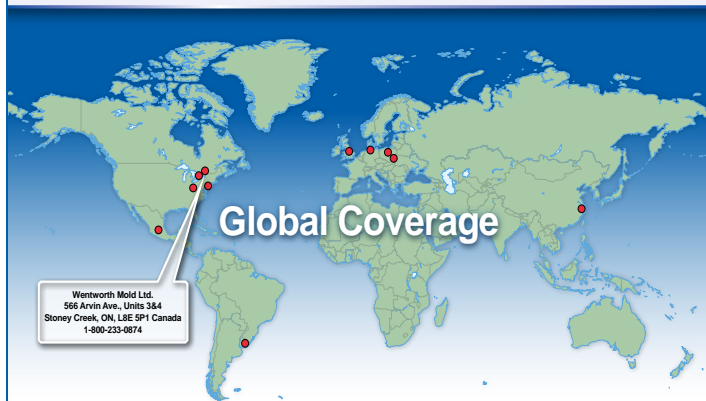 Global Coverage
Wentworth Mold Ltd.
566 Arvin Ave., Units 3&4
Stoney Creek, ON, L8E 5P1 Canada
1-800-233-0874